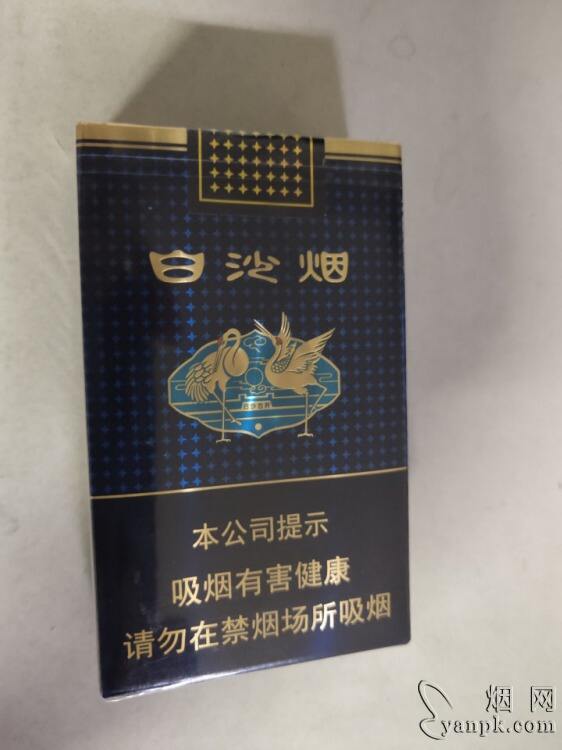 白沙烟
本公司提示
吸烟有害健康
请勿在禁烟场所吸烟
烟网
yanpk.com